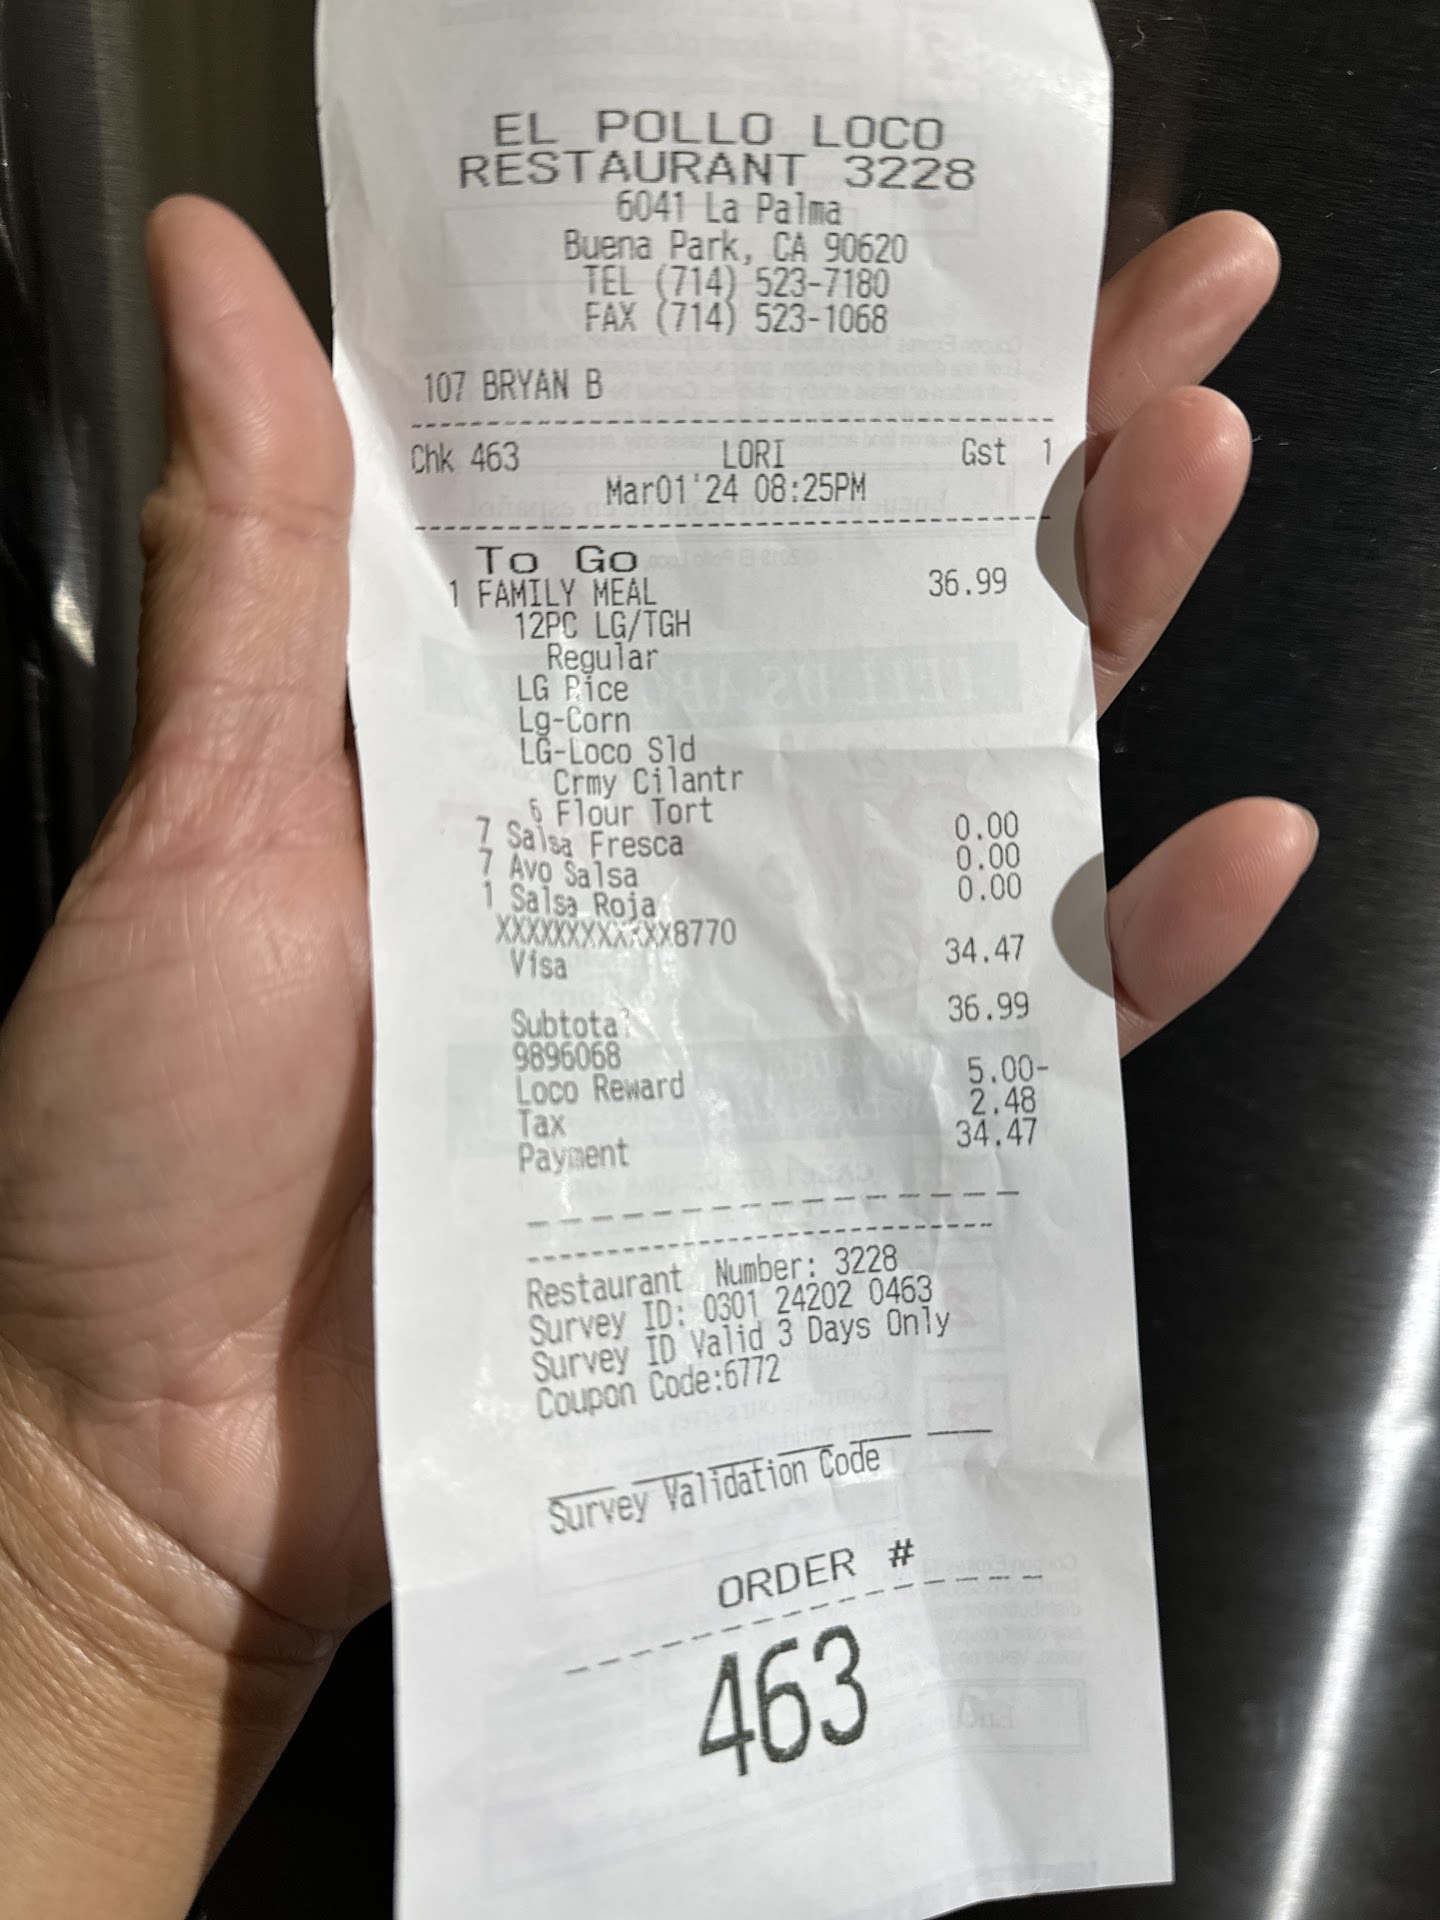 EL POLLO LOCO
RESTAURANT 3228
6041 La Palma
Buena Park, CA 90620
TEL (714) 523-7180
FAX (714) 523-1068
107 BRYAN B
Chk 463 LORI Gst 1
Mar01'24 08:25PM
To Go
1 FAMILY MEAL 36.99
12PC LG/TGH
Regular
LG Rice
Lg-Corn
LG-Loco Sld
Crmy Cilantr
6 Flour Tort
7 Salsa Fresca 0.00
7 Avo Salsa 0.00
1 Salsa Roja 0.00
XXXXXXXXXXXX8770
Visa 34.47
Subtotal 36.99
9896068
Loco Reward 5.00-
Tax 2.48
Payment 34.47
Restaurant Number: 3228
Survey ID: 0301 24202 0463
Survey ID Valid 3 Days Only
Coupon Code:6772
Survey Validation Code
ORDER #
463